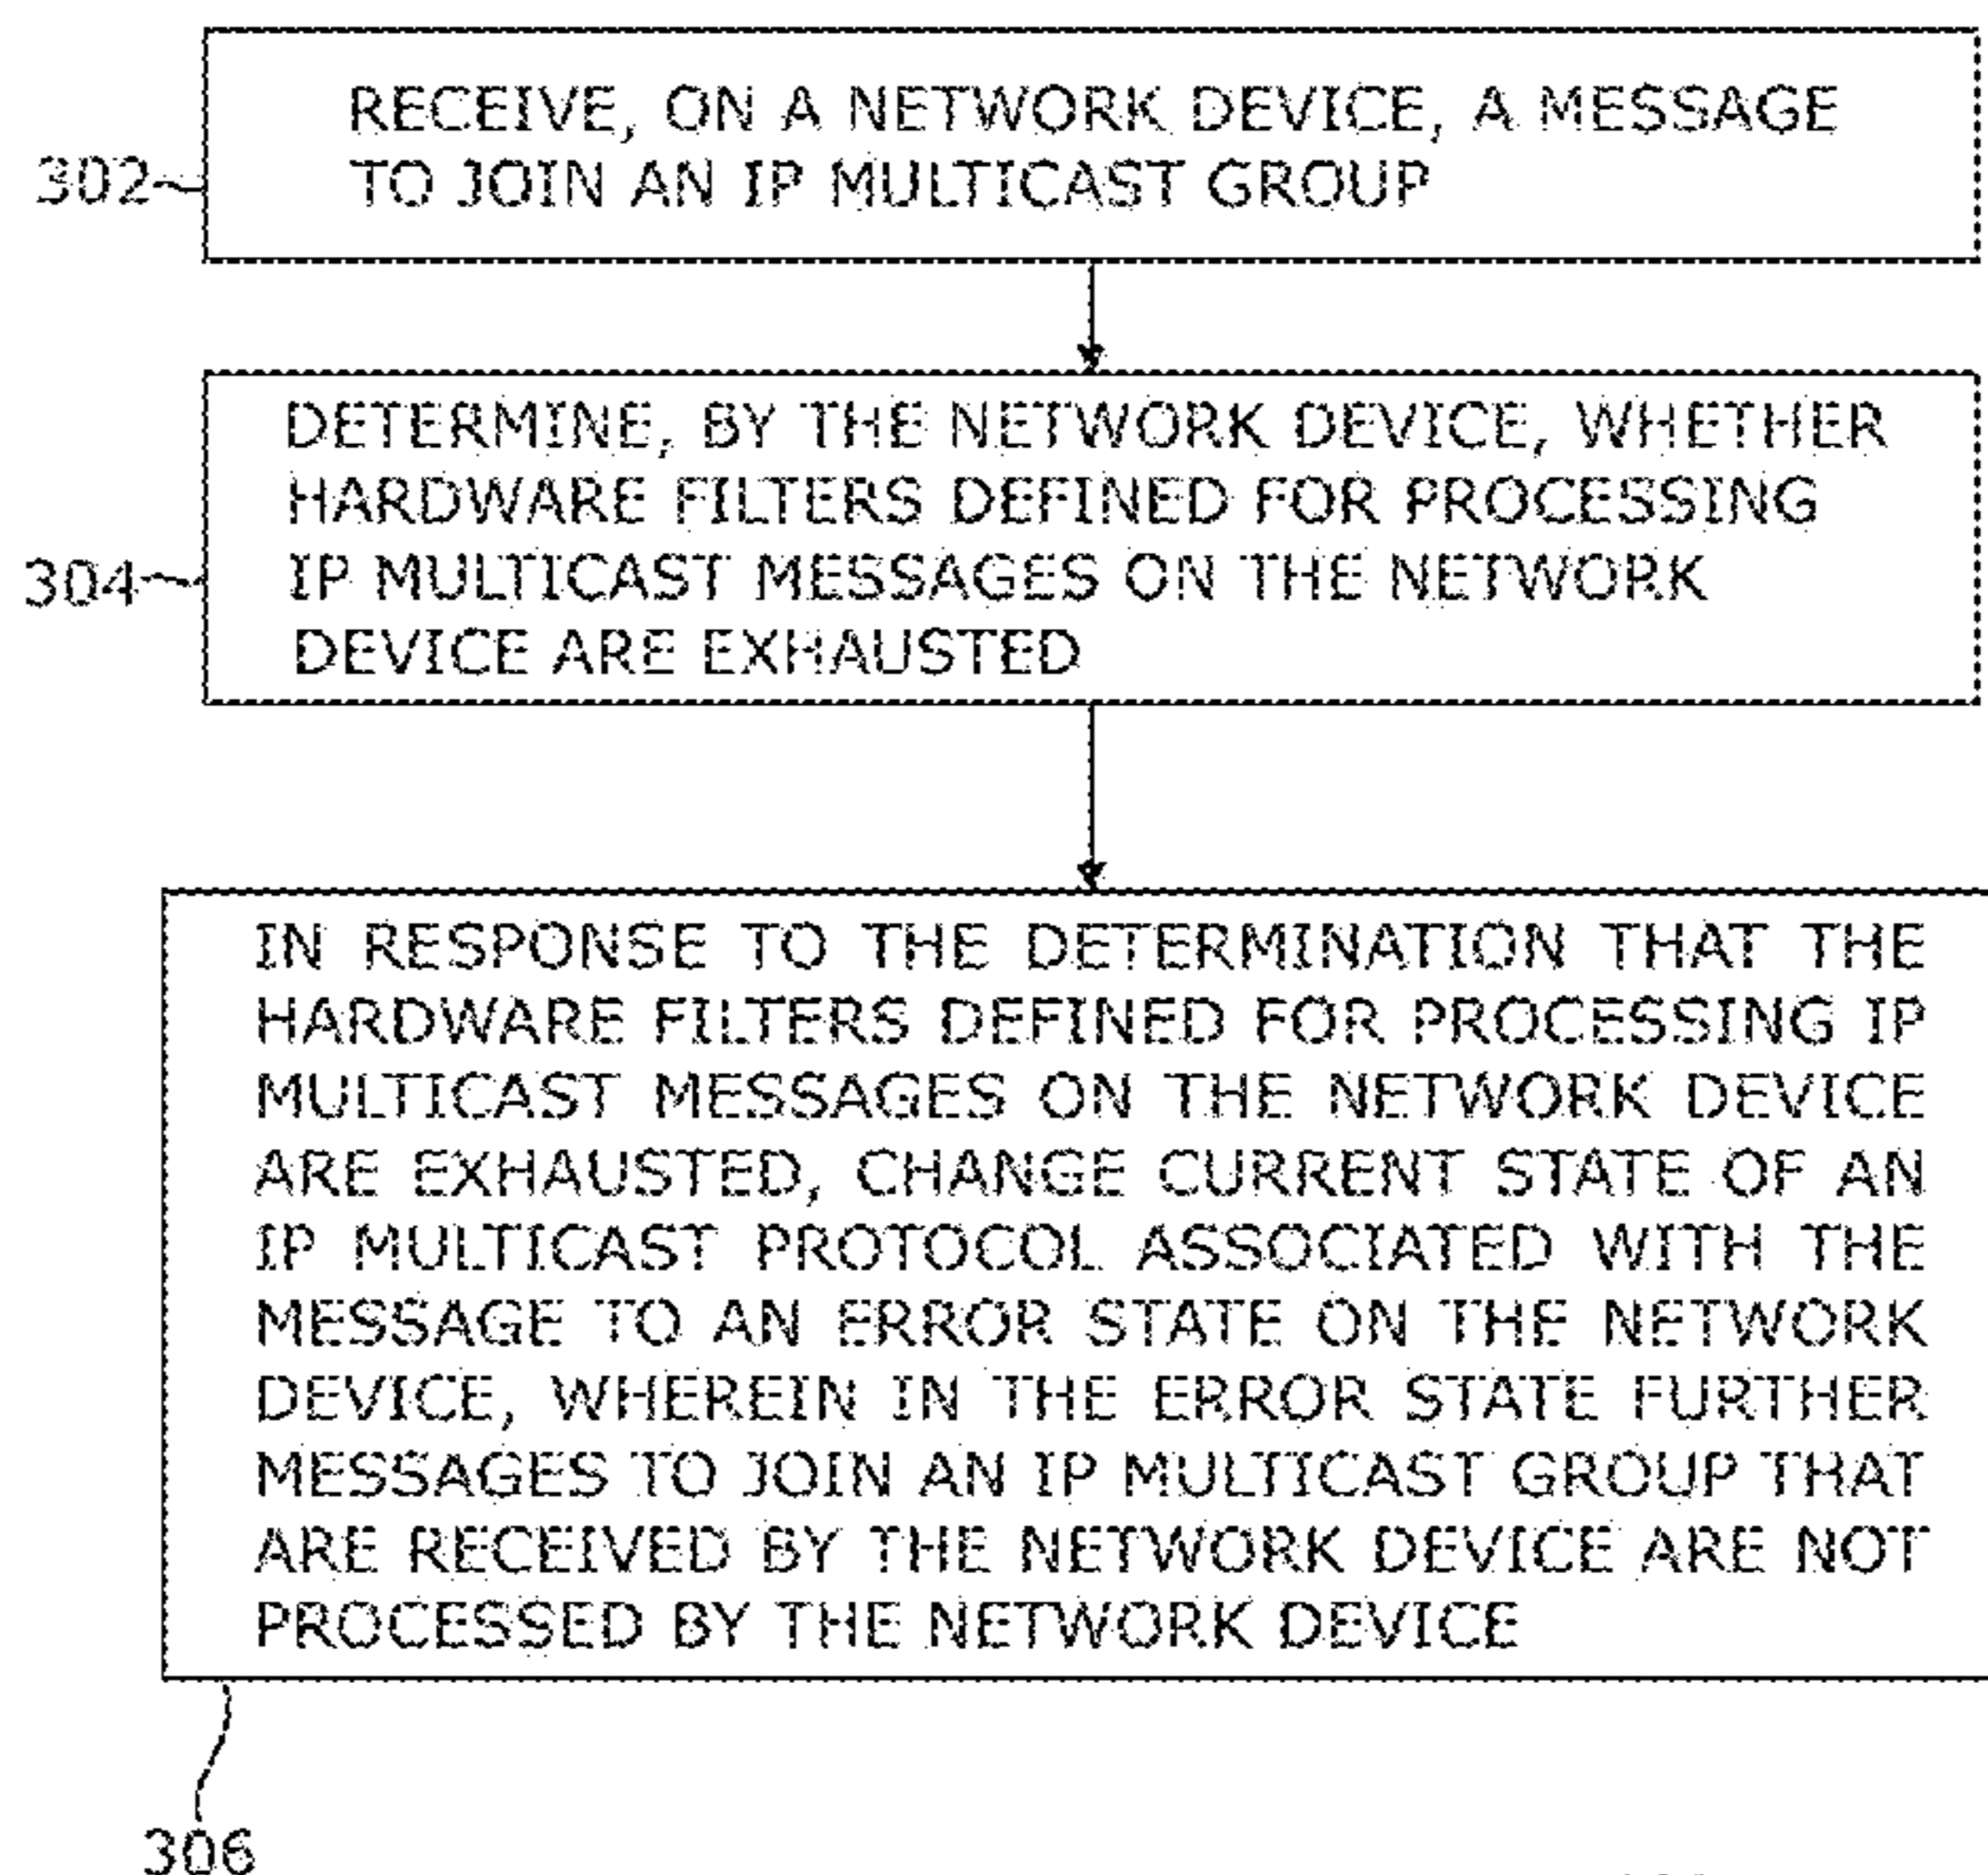 RECEIVE, ON A NETWORK DEVICE, A MESSAGE
TO JOIN AN IP MULTICAST GROUP
302
DETERMINE, BY THE NETWORK DEVICE, WHETHER
HARDWARE FILTERS DEFINED FOR PROCESSING
IP MULTICAST MESSAGES ON THE NETWORK
DEVICE ARE EXHAUSTED
304
IN RESPONSE TO THE DETERMINATION THAT THE
HARDWARE FILTERS DEFINED FOR PROCESSING IP
MULTICAST MESSAGES ON THE NETWORK DEVICE
ARE EXHAUSTED, CHANGE CURRENT STATE OF AN
IP MULTICAST PROTOCOL ASSOCIATED WITH THE
MESSAGE TO AN ERROR STATE ON THE NETWORK
DEVICE, WHEREIN IN THE ERROR STATE FURTHER
MESSAGES TO JOIN AN IP MULTICAST GROUP THAT
ARE RECEIVED BY THE NETWORK DEVICE ARE NOT
PROCESSED BY THE NETWORK DEVICE
306